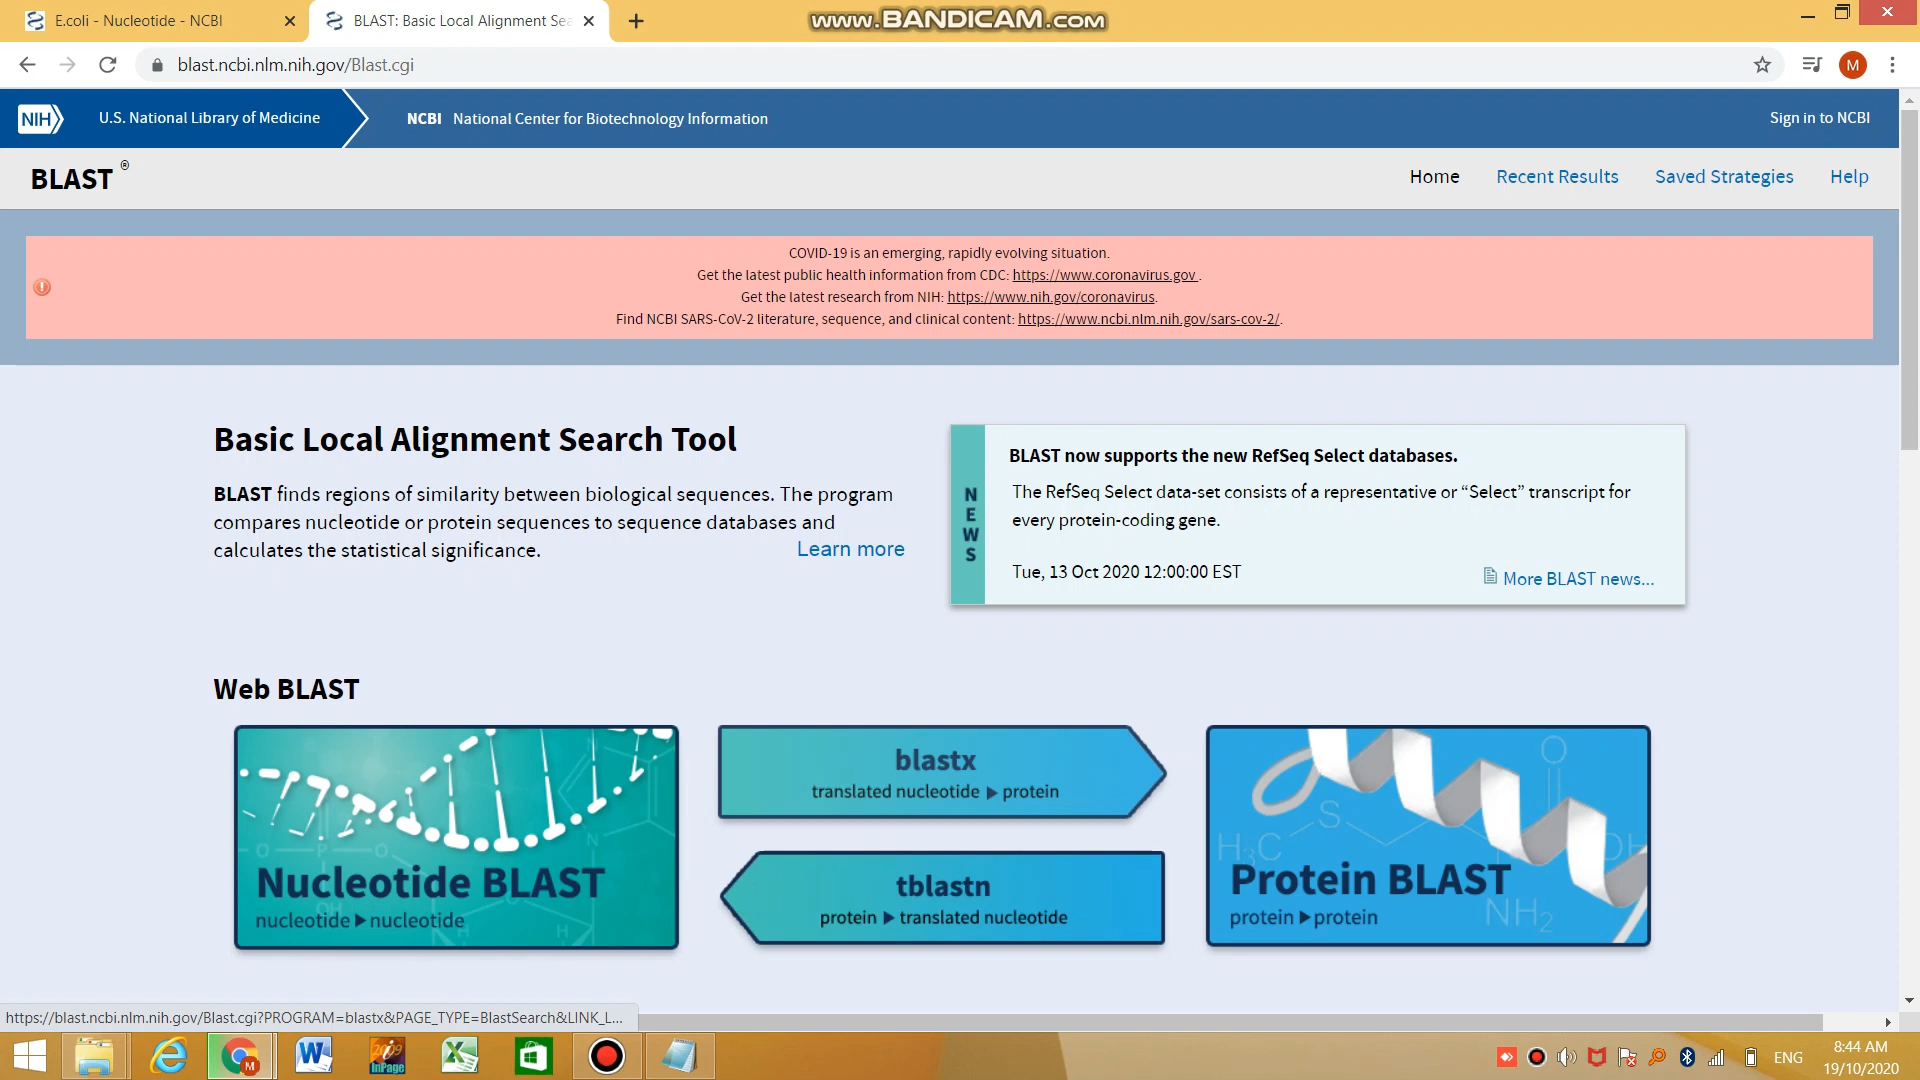 E.coli - Nucleotide - NCBI
BLAST: Basic Local Alignment Sea
www.BANDICAM.com
blast.ncbi.nlm.nih.gov/Blast.cgi
M
NIH
U.S. National Library of Medicine
NCBI National Center for Biotechnology Information
Sign in to NCBI
BLAST ®
Home
Recent Results
Saved Strategies
Help
COVID-19 is an emerging, rapidly evolving situation.
Get the latest public health information from CDC: https://www.coronavirus.gov .
Get the latest research from NIH: https://www.nih.gov/coronavirus.
Find NCBI SARS-CoV-2 literature, sequence, and clinical content: https://www.ncbi.nlm.nih.gov/sars-cov-2/.
Basic Local Alignment Search Tool
BLAST finds regions of similarity between biological sequences. The program
compares nucleotide or protein sequences to sequence databases and
calculates the statistical significance.
Learn more
NEWS
BLAST now supports the new RefSeq Select databases.
The RefSeq Select data-set consists of a representative or “Select” transcript for
every protein-coding gene.
Tue, 13 Oct 2020 12:00:00 EST
More BLAST news...
Web BLAST
Nucleotide BLAST
nucleotide ▶ nucleotide
blastx
translated nucleotide ▶ protein
tblastn
protein ▶ translated nucleotide
Protein BLAST
protein ▶ protein
https://blast.ncbi.nlm.nih.gov/Blast.cgi?PROGRAM=blastx&PAGE_TYPE=BlastSearch&LINK_L...
2009
InPage
ENG
8:44 AM
19/10/2020